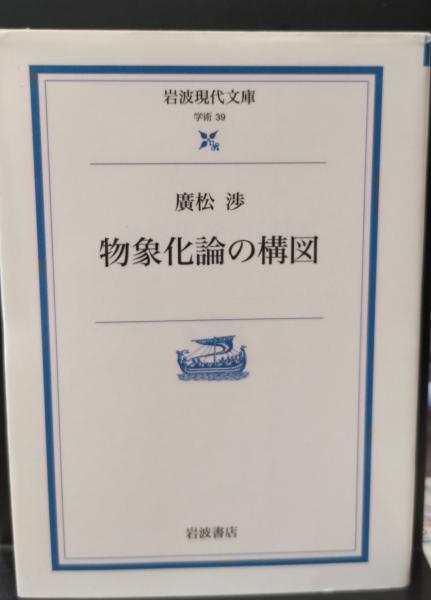 岩波現代文庫
学術 39
廣松 渉
物象化論の構図
岩波書店